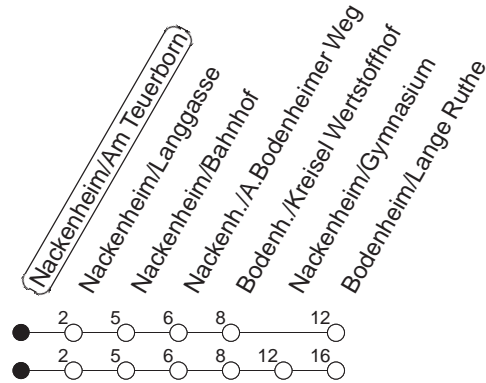 Nackenheim/Am Teuerborn
Nackenheim/Langgasse
Nackenheim/Bahnhof
Nackenh./A.Bodenheimer Weg
Bodenh./Kreisel Wertstoffhof
Nackenheim/Gymnasium
Bodenheim/Lange Ruthe
2 5 6 8 12
2 5 6 8 12 16